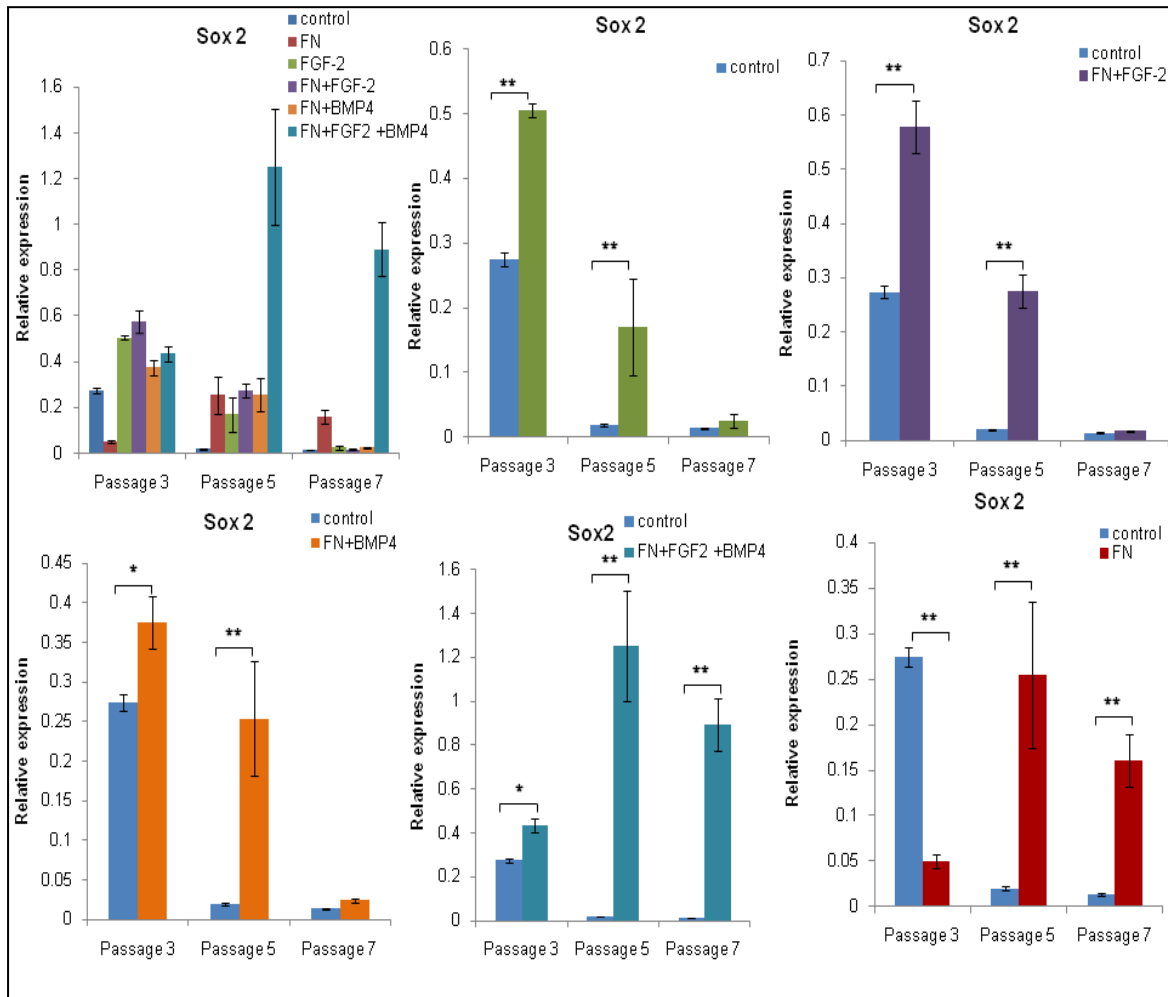 Sox 2
control
FN
FGF-2
FN+FGF-2
FN+BMP4
FN+FGF2 +BMP4
Relative expression
1.6
1.4
1.2
1
0.8
0.6
0.4
0.2
0
Passage 3 Passage 5 Passage 7
Sox 2
control
Relative expression
0.6
0.5
0.4
0.3
0.2
0.1
0
**
**
Passage 3 Passage 5 Passage 7
Sox 2
control
FN+FGF-2
Relative expression
0.7
0.6
0.5
0.4
0.3
0.2
0.1
0
**
**
Passage 3 Passage 5 Passage 7
Sox 2
control
FN+BMP4
Relative expression
0.45
0.4
0.35
0.3
0.25
0.2
0.15
0.1
0.05
0
*
**
Passage 3 Passage 5 Passage 7
Sox2
control
FN+FGF2 +BMP4
Relative expression
1.6
1.4
1.2
1
0.8
0.6
0.4
0.2
0
*
**
**
Passage 3 Passage 5 Passage 7
Sox 2
control
FN
Relative expression
0.4
0.35
0.3
0.25
0.2
0.15
0.1
0.05
0
**
**
**
Passage 3 Passage 5 Passage 7